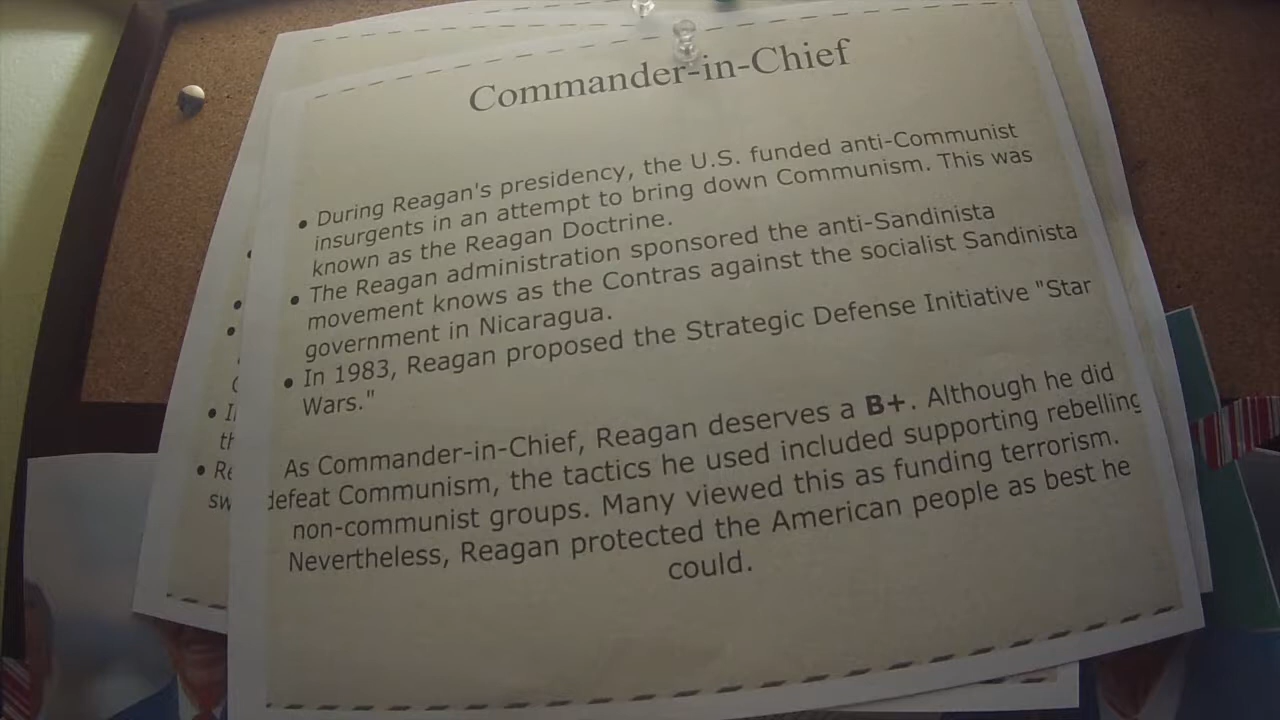 Commander-in-Chief
• During Reagan's presidency, the U.S. funded anti-Communist
insurgents in an attempt to bring down Communism. This was
known as the Reagan Doctrine.
• The Reagan administration sponsored the anti-Sandinista
movement knows as the Contras against the socialist Sandinista
government in Nicaragua.
• In 1983, Reagan proposed the Strategic Defense Initiative "Star
Wars."
As Commander-in-Chief, Reagan deserves a B+. Although he did
defeat Communism, the tactics he used included supporting rebelling
non-communist groups. Many viewed this as funding terrorism.
Nevertheless, Reagan protected the American people as best he
could.